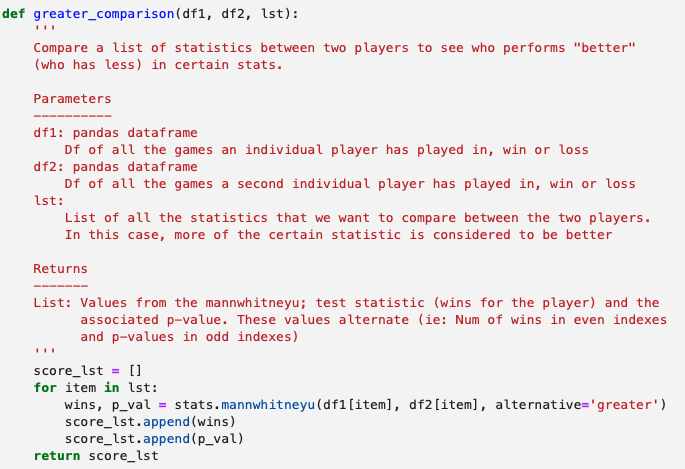 def greater_comparison(df1, df2, lst):
    '''
    Compare a list of statistics between two players to see who performs "better"
    (who has less) in certain stats.

    Parameters
    ----------
    df1: pandas dataframe
        Df of all the games an individual player has played in, win or loss
    df2: pandas dataframe
        Df of all the games a second individual player has played in, win or loss
    lst:
        List of all the statistics that we want to compare between the two players.
        In this case, more of the certain statistic is considered to be better

    Returns
    -------
    List: Values from the mannwhitneyu; test statistic (wins for the player) and the
          associated p-value. These values alternate (ie: Num of wins in even indexes
          and p-values in odd indexes)
    '''
    score_lst = []
    for item in lst:
        wins, p_val = stats.mannwhitneyu(df1[item], df2[item], alternative='greater')
        score_lst.append(wins)
        score_lst.append(p_val)
    return score_lst